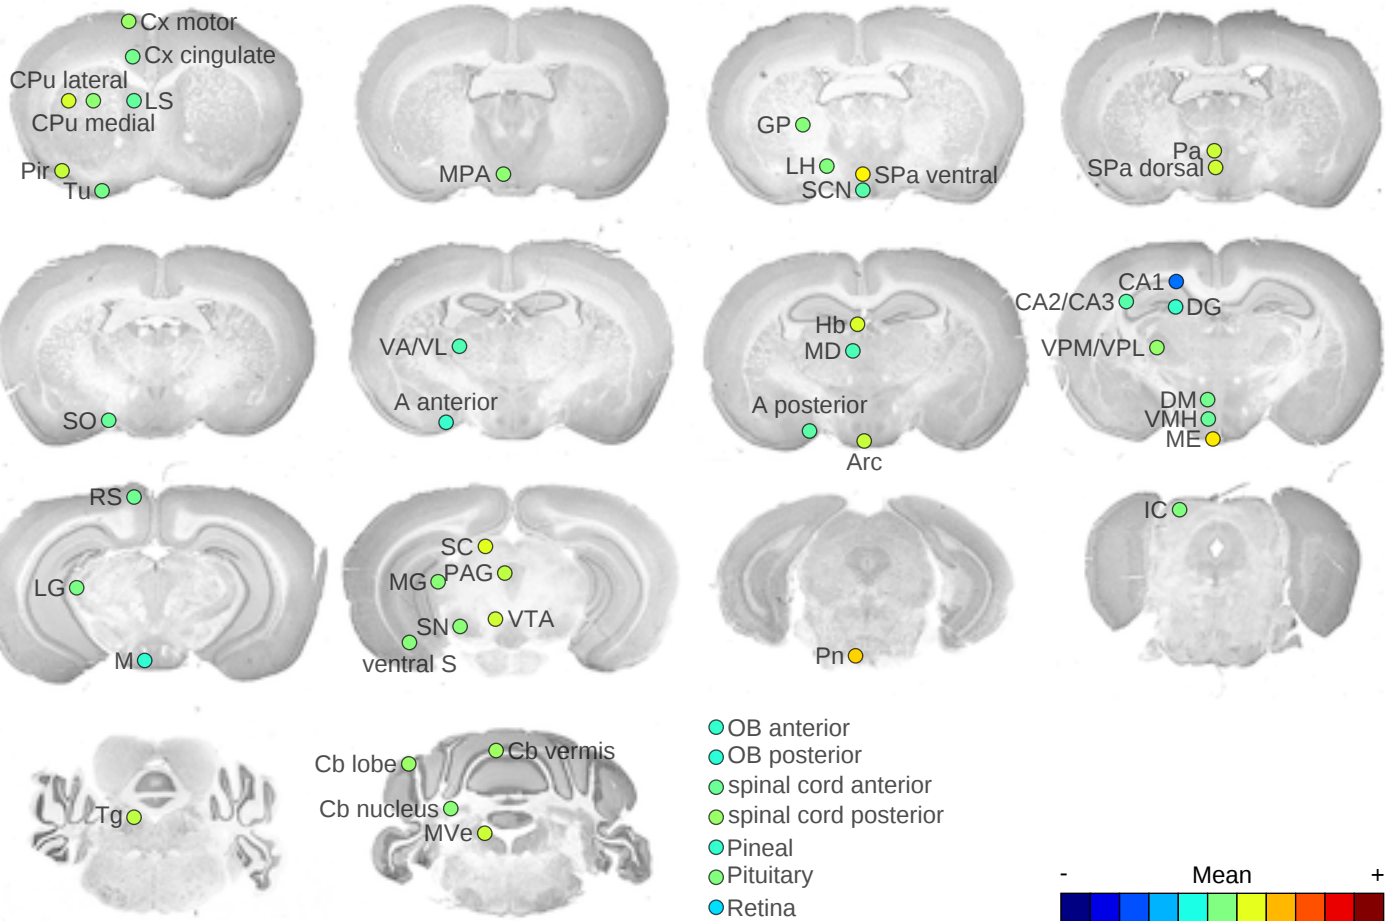 Cx motor
Cx cingulate
CPu lateral
LS
CPu medial
Pir
Tu
MPA
GP
LH
SPa ventral
SCN
Pa
SPa dorsal
SO
VA/VL
A anterior
Hb
MD
A posterior
Arc
CA1
CA2/CA3
DG
VPM/VPL
DM
VMH
ME
RS
LG
M
SC
PAG
MG
VTA
SN
ventral S
Pn
IC
Tg
Cb lobe
Cb vermis
Cb nucleus
MVe
OB anterior
OB posterior
spinal cord anterior
spinal cord posterior
Pineal
Pituitary
Retina
- Mean +